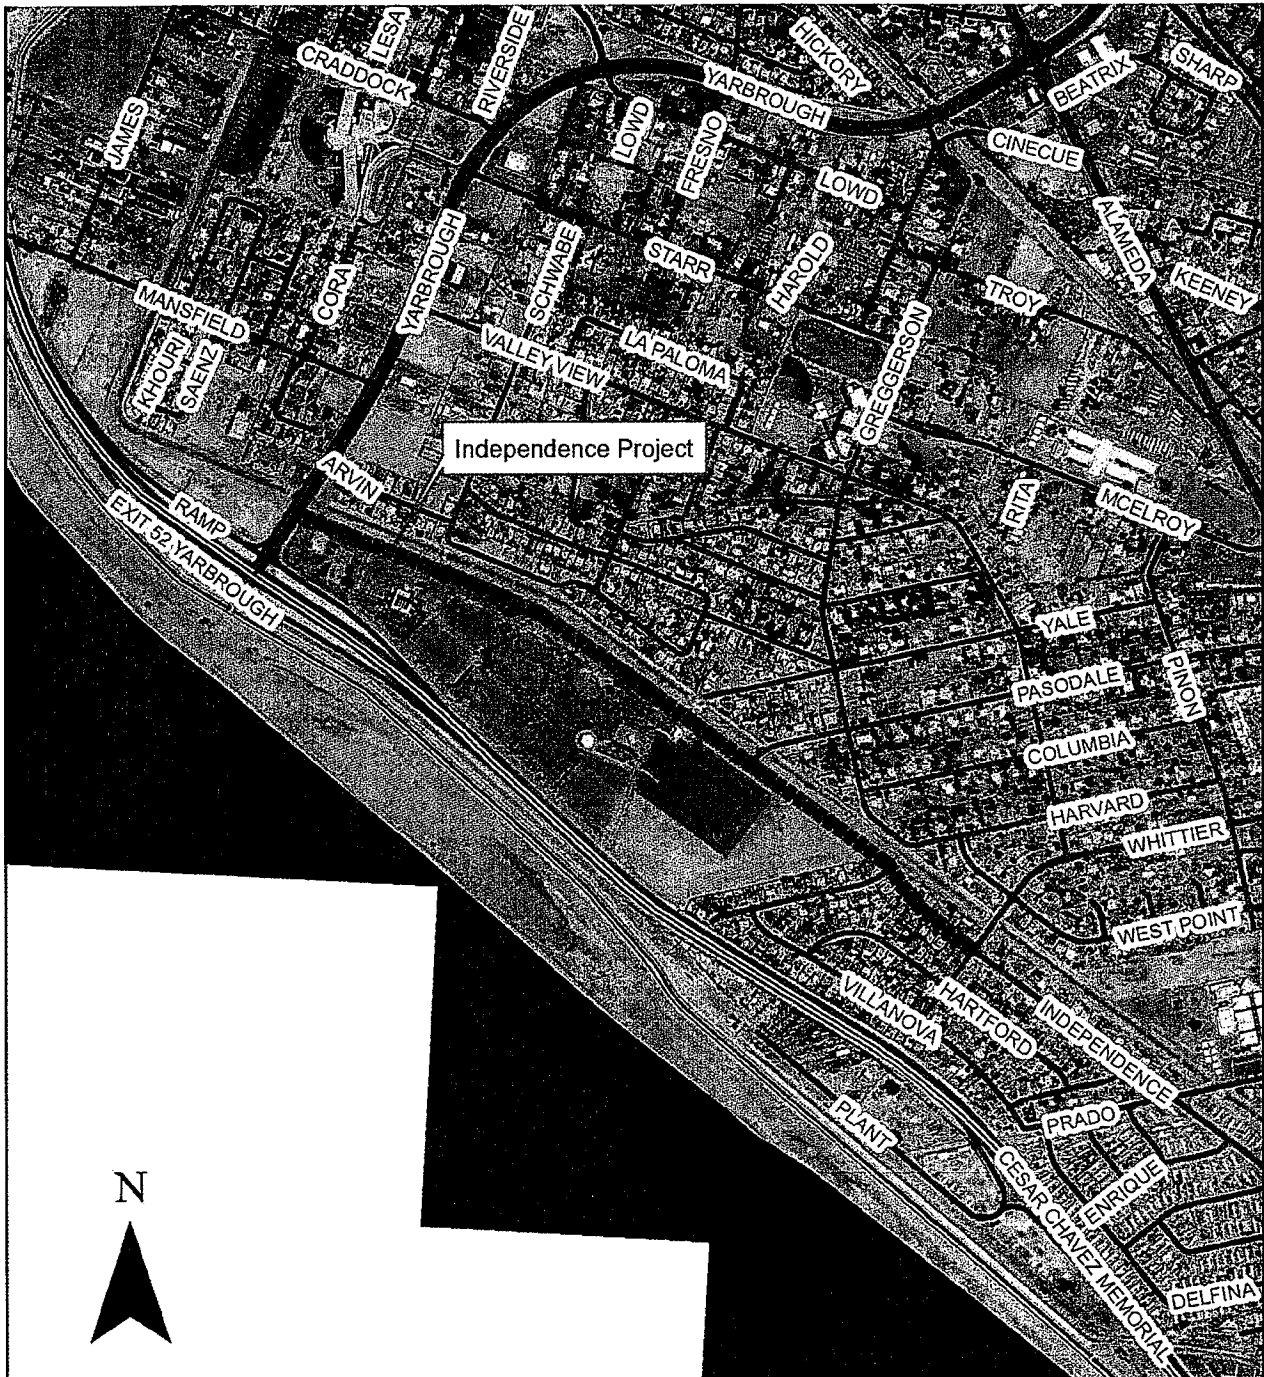 LESA
RIVERSIDE
HICKORY
SHARP
CRADDOCK
YARBROUGH
BEATRIX
JAMES
LOWD
FRESNO
CINECUE
LOWD
YARBROUGH
SCHWABE
STARR
HAROLD
ALAMEDA
KEENEY
CORA
MANSFIELD
TROY
KHOURI
SAENZ
VALLEY VIEW
LA PALOMA
GREGGERSON
Independence Project
ARVIN
RAMP
EXIT 52 YARBROUGH
RITA
MCELROY
YALE
PASODALE
PINON
COLUMBIA
HARVARD
WHITTIER
WEST POINT
VILLANOVA
HARTFORD
INDEPENDENCE
PLANT
PRADO
CESAR CHAVEZ MEMORIAL
ENRIQUE
DELFINA
N